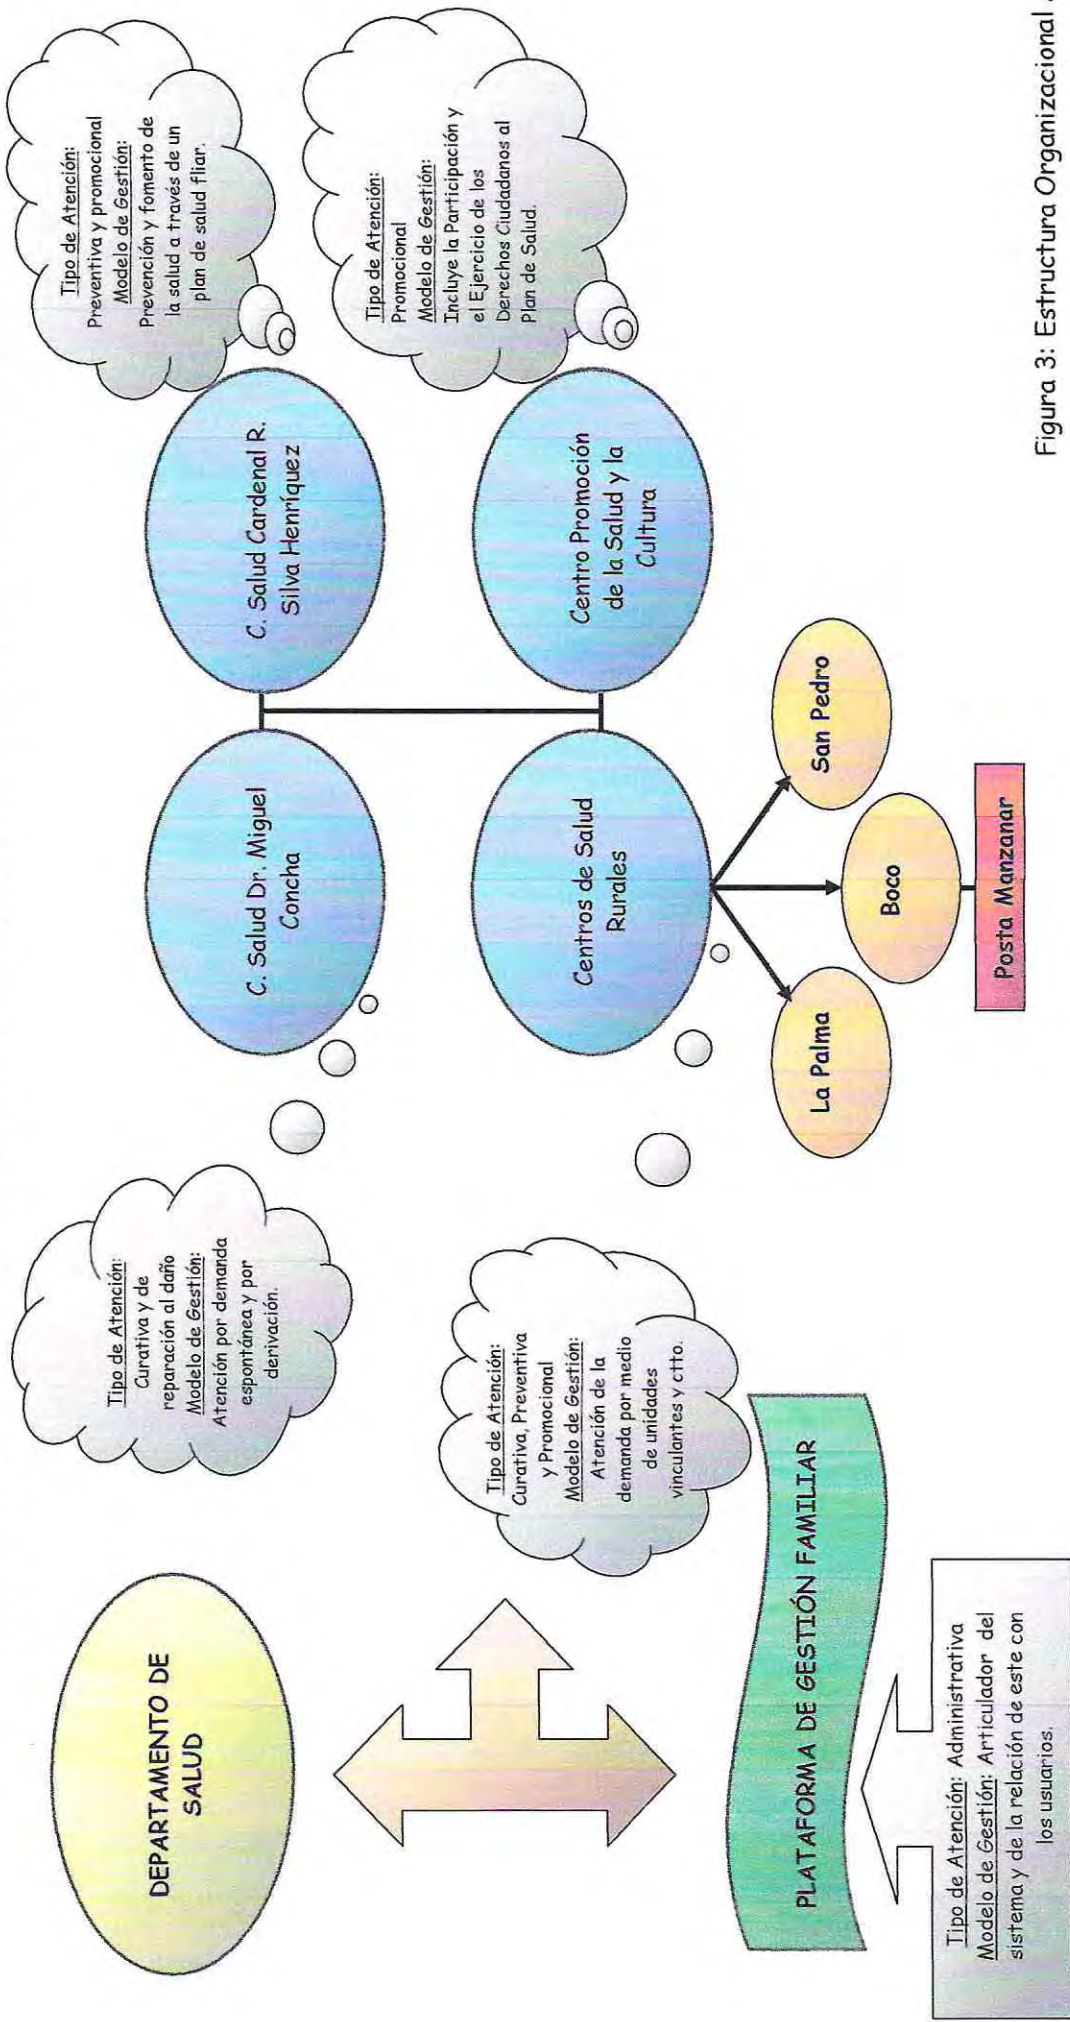 DEPARTAMENTO DE
SALUD
Tipo de Atención:
Curativa y de
reparación al daño
Modelo de Gestión:
Atención por demanda
espontánea y por
derivación.
C. Salud Dr. Miguel
Concha
C. Salud Cardenal R.
Silva Henríquez
Tipo de Atención:
Preventiva y promocional
Modelo de Gestión:
Prevención y fomento de
la salud a través de un
plan de salud fliar.
Tipo de Atención:
Curativa, Preventiva
y Promocional
Modelo de Gestión:
Atención de la
demanda por medio
de unidades
vinculantes y ctto.
Centros de Salud
Rurales
Centro Promoción
de la Salud y la
Cultura
Tipo de Atención:
Promocional
Modelo de Gestión:
Incluye la Participación y
el Ejercicio de los
Derechos Ciudadanos al
Plan de Salud.
PLATAFORMA DE GESTIÓN FAMILIAR
La Palma
Boco
San Pedro
Posta Manzanar
Tipo de Atención: Administrativa
Modelo de Gestión: Articulador del
sistema y de la relación de este con
los usuarios.
Figura 3: Estructura Organizacional